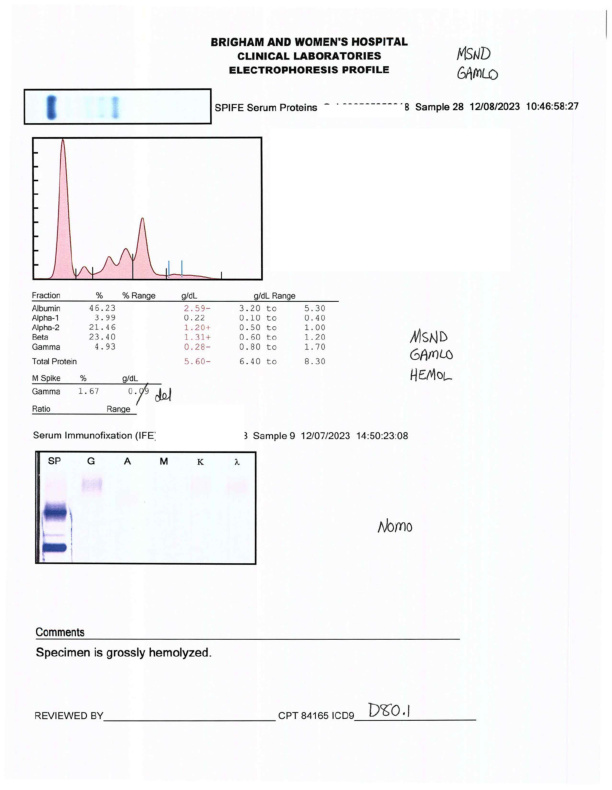 BRIGHAM AND WOMEN'S HOSPITAL
CLINICAL LABORATORIES
ELECTROPHORESIS PROFILE
MSND
GAMLO
SPIFE Serum Proteins 8 Sample 28 12/08/2023 10:46:58:27
Fraction % % Range g/dL g/dL Range
Albumin 46.23 2.59- 3.20 to 5.30
Alpha-1 3.99 0.22 0.10 to 0.40
Alpha-2 21.46 1.20+ 0.50 to 1.00
Beta 23.40 1.31+ 0.60 to 1.20
Gamma 4.93 0.28- 0.80 to 1.70
Total Protein 5.60- 6.40 to 8.30
MSND
GAMLO
HEMOL
M Spike % g/dL
Gamma 1.67 0.09 del
Ratio Range
Serum Immunofixation (IFE) 8 Sample 9 12/07/2023 14:50:23:08
SP G A M K λ
Nomo
Comments
Specimen is grossly hemolyzed.
REVIEWED BY CPT 84165 ICD9 D80.1